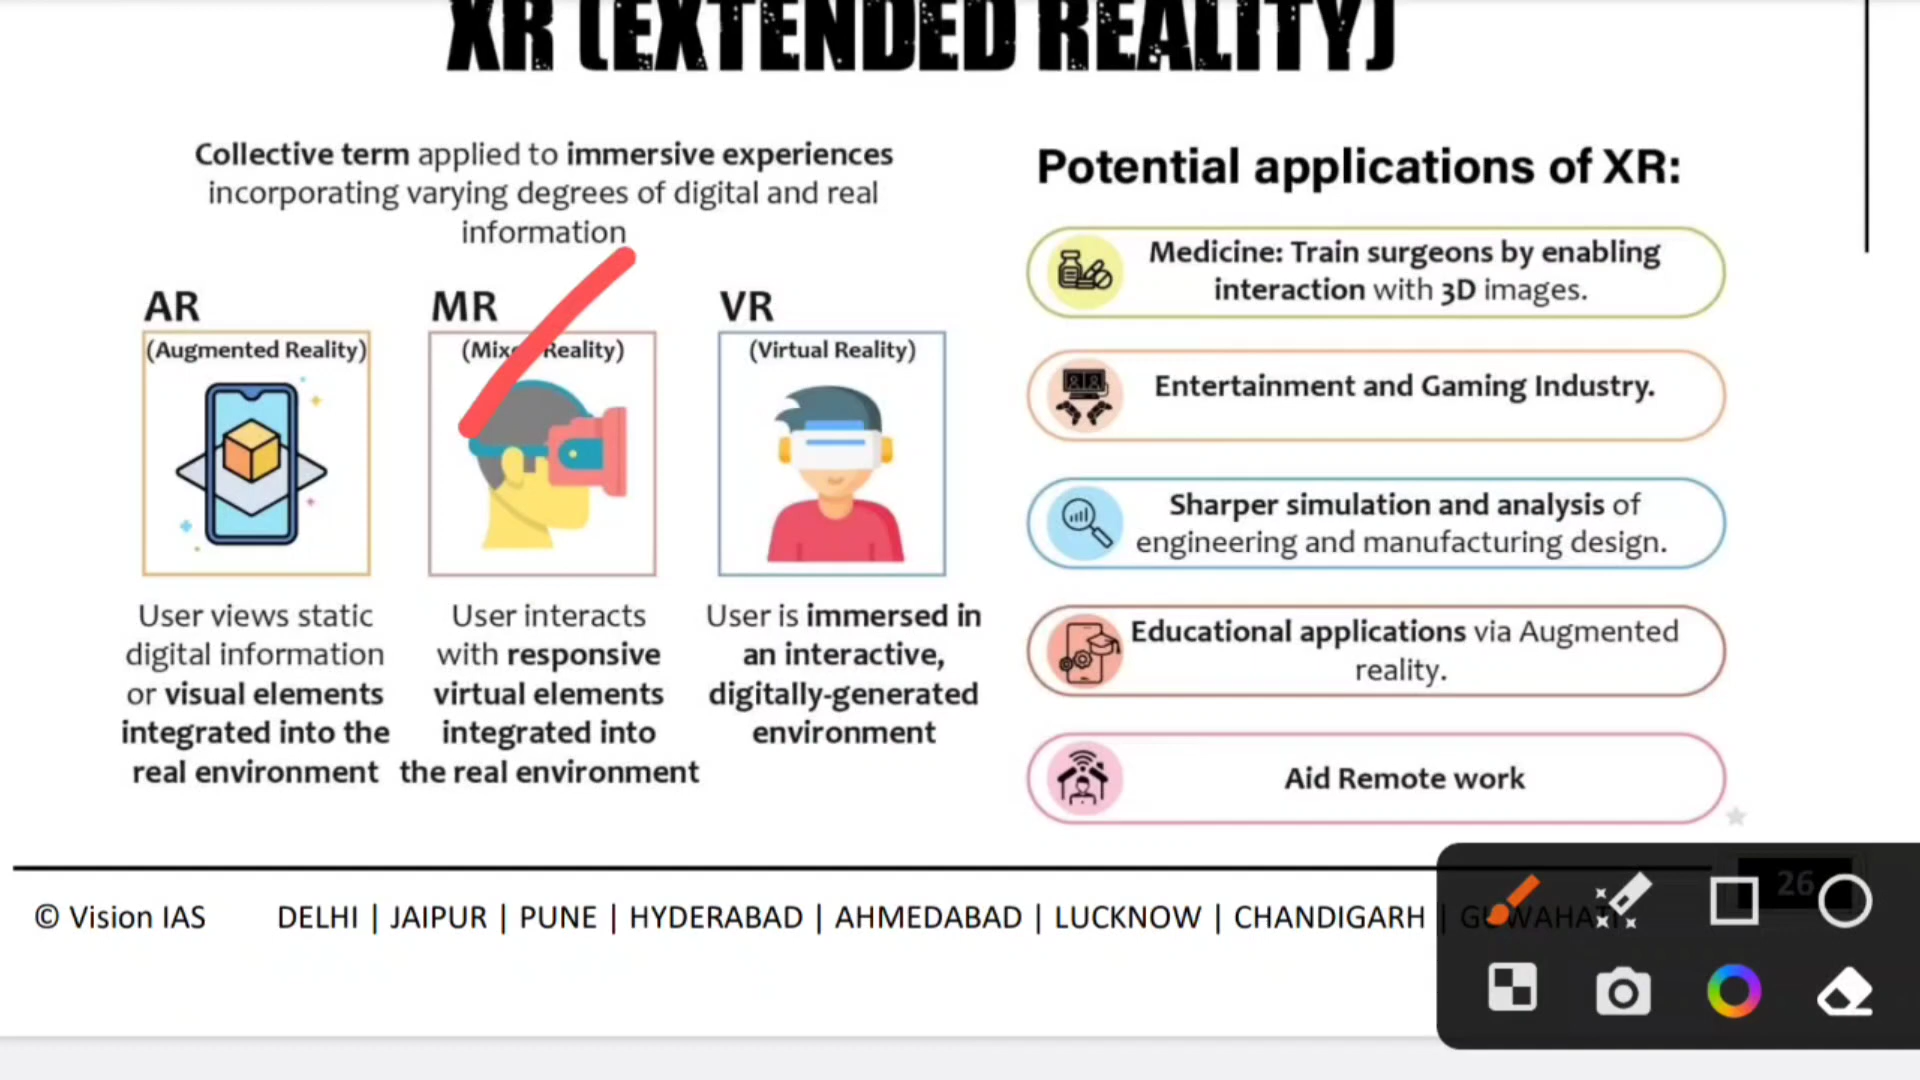 XR (EXTENDED REALITY)
Collective term applied to immersive experiences
incorporating varying degrees of digital and real
information
AR
(Augmented Reality)
User views static
digital information
or visual elements
integrated into the
real environment
MR
(Mixed Reality)
User interacts
with responsive
virtual elements
integrated into
the real environment
VR
(Virtual Reality)
User is immersed in
an interactive,
digitally-generated
environment
Potential applications of XR:
Medicine: Train surgeons by enabling
interaction with 3D images.
Entertainment and Gaming Industry.
Sharper simulation and analysis of
engineering and manufacturing design.
Educational applications via Augmented
reality.
Aid Remote work
26
© Vision IAS DELHI | JAIPUR | PUNE | HYDERABAD | AHMEDABAD | LUCKNOW | CHANDIGARH | GUWAHATI